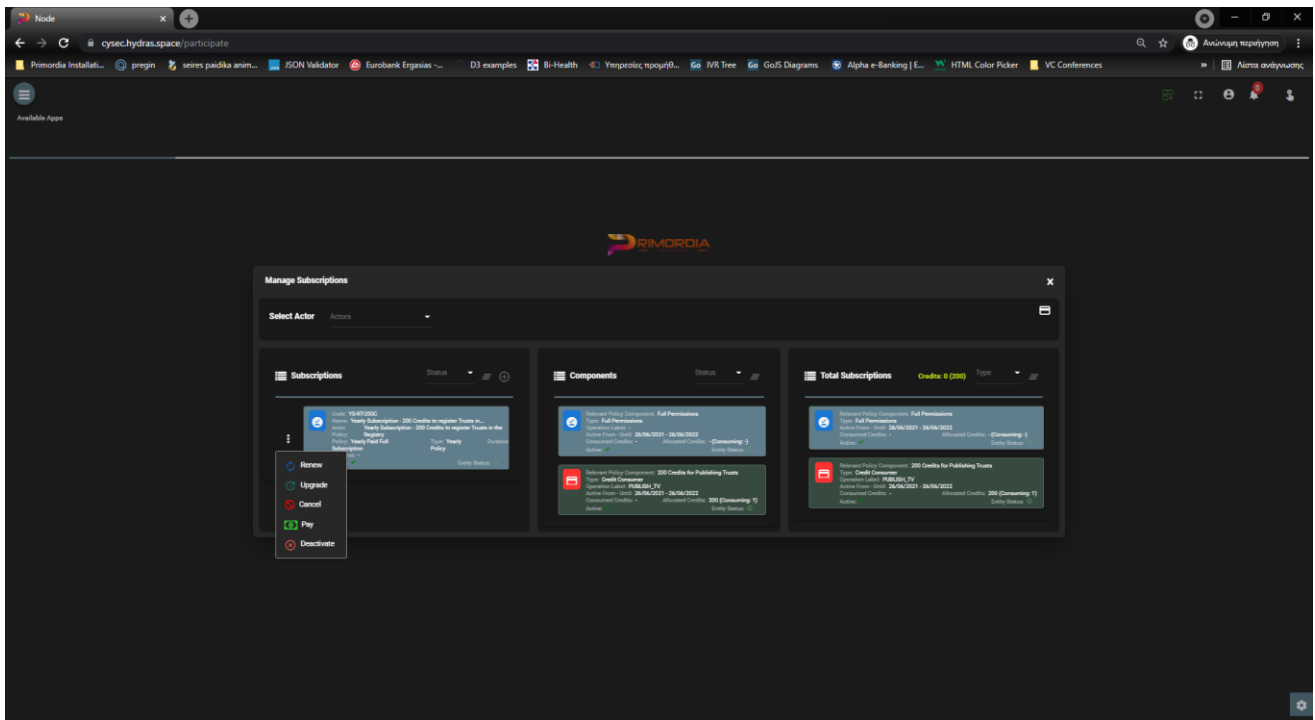 Node
cysec.hydras.space/participate
Ανώνυμη περιήγηση
Primordia Installati...
pregin
seires paidika anim...
JSON Validator
Eurobank Ergasias -...
D3 examples
Bi-Health
Υπηρεσίες προμήθ...
IVR Tree
GoJS Diagrams
Alpha e-Banking | E...
HTML Color Picker
VC Conferences
»
Λίστα ανάγνωσης
0
Available Apps
PRIMORDIA
Manage Subscriptions
x
Select Actor Actors
Subscriptions Status
Code:
Name: Yearly Subscription - 200 Credits to register Trusts in...
Yearly Subscription - 200 Credits to register Trusts in the
Policy: Registry
Policy: Yearly Paid Full Type: Yearly Duration
Subscription Policy
Entity Status:
Renew
Upgrade
Cancel
Pay
Deactivate
Components Status
Relevant Policy Component: Full Permissions
Type: Full Permissions
Operation Label: -
Active From - Until: 26/06/2021 - 26/06/2022
Consumed Credits: - Allocated Credits: - (Consuming: -)
Active: Entity Status:
Relevant Policy Component: 200 Credits for Publishing Trusts
Type: Credit Consumer
Operation Label: PUBLISH_TV
Active From - Until: 26/06/2021 - 26/06/2022
Consumed Credits: - Allocated Credits: 200 (Consuming: 1)
Active: Entity Status:
Total Subscriptions Credits: 0 (200) Type
Relevant Policy Component: Full Permissions
Type: Full Permissions
Operation Label: -
Active From - Until: 26/06/2021 - 26/06/2022
Consumed Credits: - Allocated Credits: - (Consuming: -)
Active: Entity Status:
Relevant Policy Component: 200 Credits for Publishing Trusts
Type: Credit Consumer
Operation Label: PUBLISH_TV
Active From - Until: 26/06/2021 - 26/06/2022
Consumed Credits: - Allocated Credits: 200 (Consuming: 1)
Active: Entity Status: